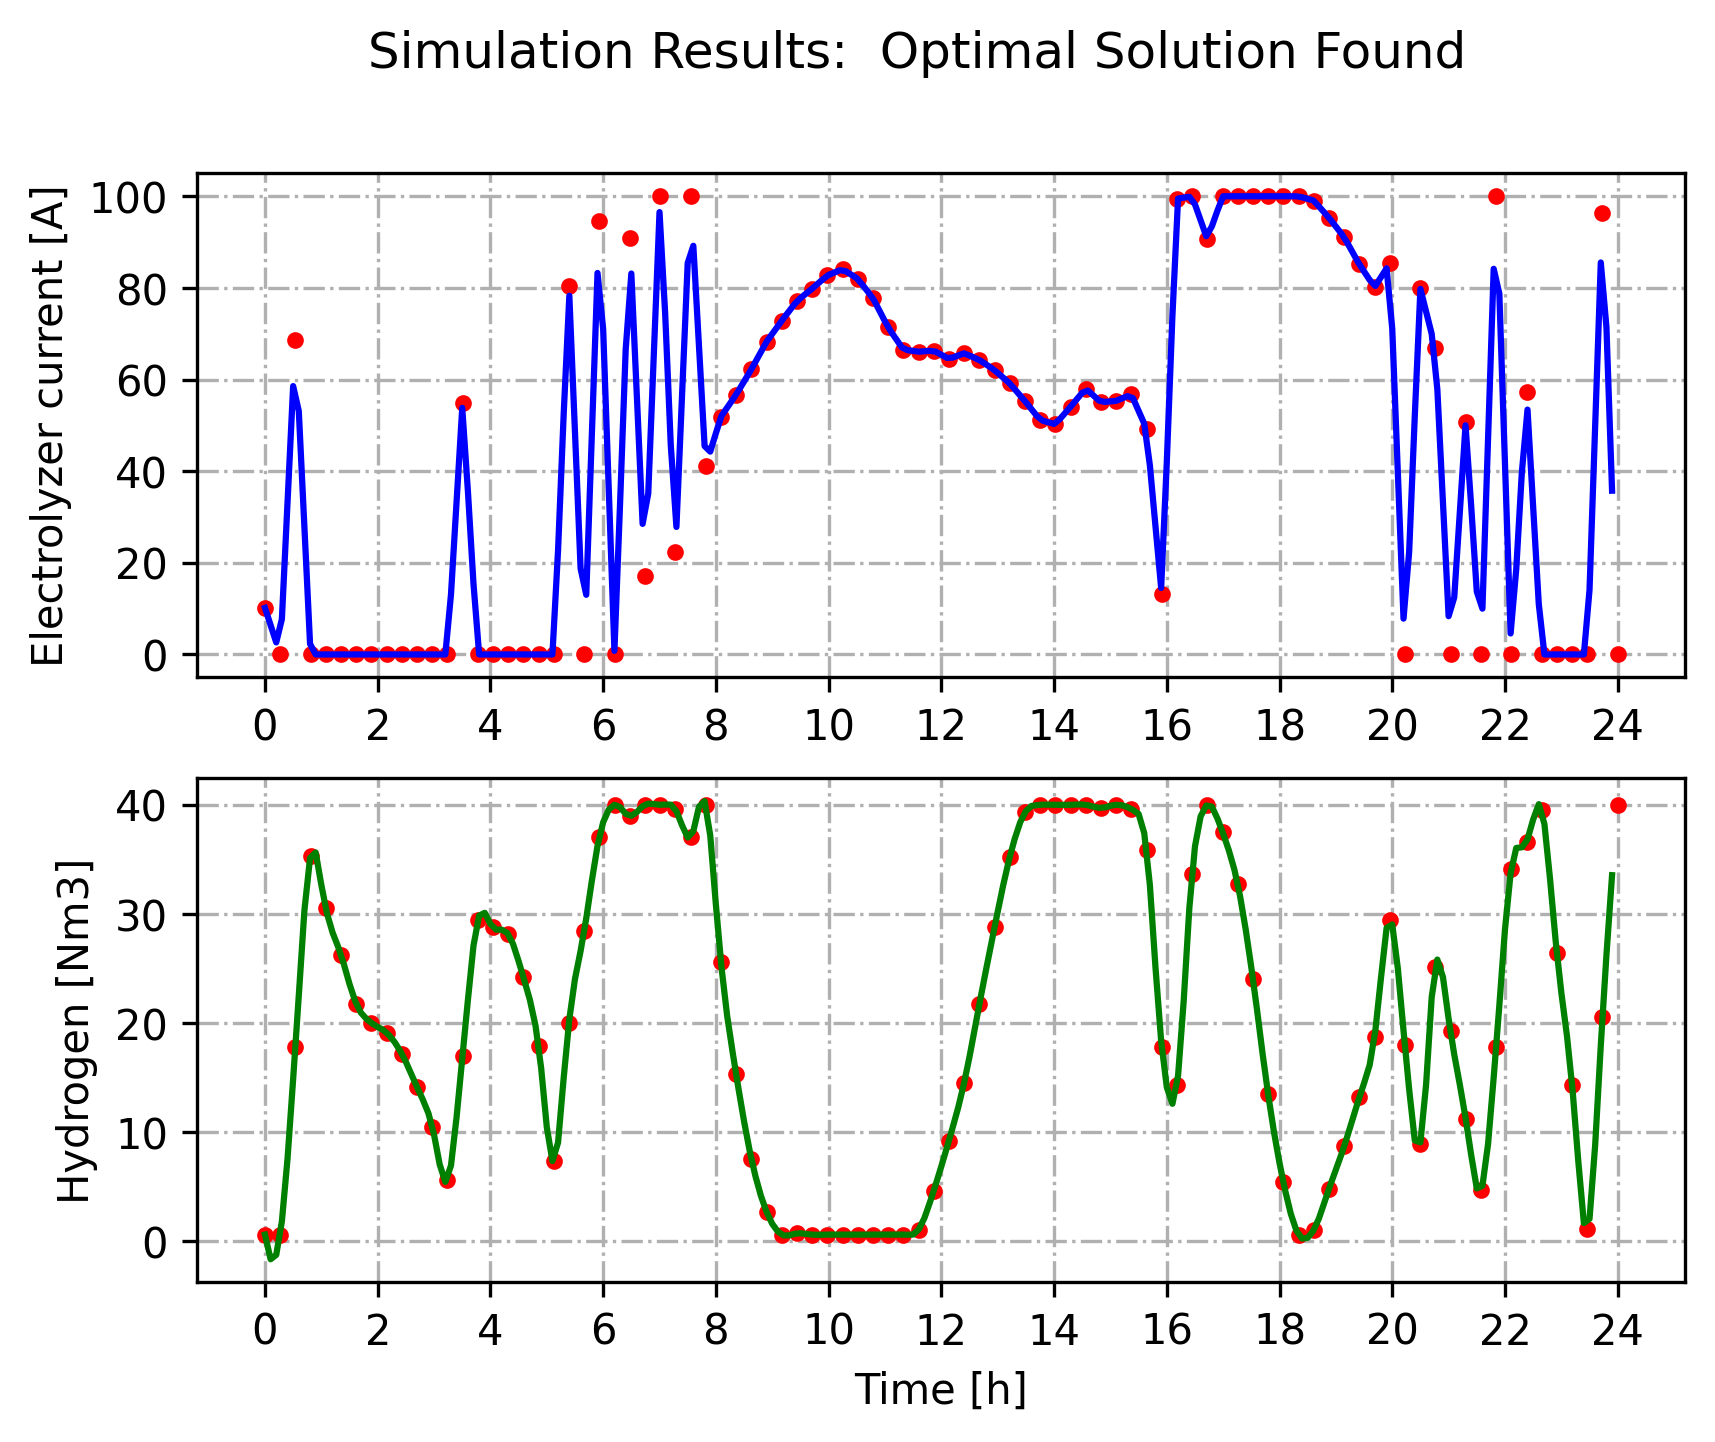 Simulation Results:  Optimal Solution Found
Electrolyzer current [A]
100
80
60
40
20
0
0 2 4 6 8 10 12 14 16 18 20 22 24
Hydrogen [Nm3]
40
30
20
10
0
0 2 4 6 8 10 12 14 16 18 20 22 24
Time [h]